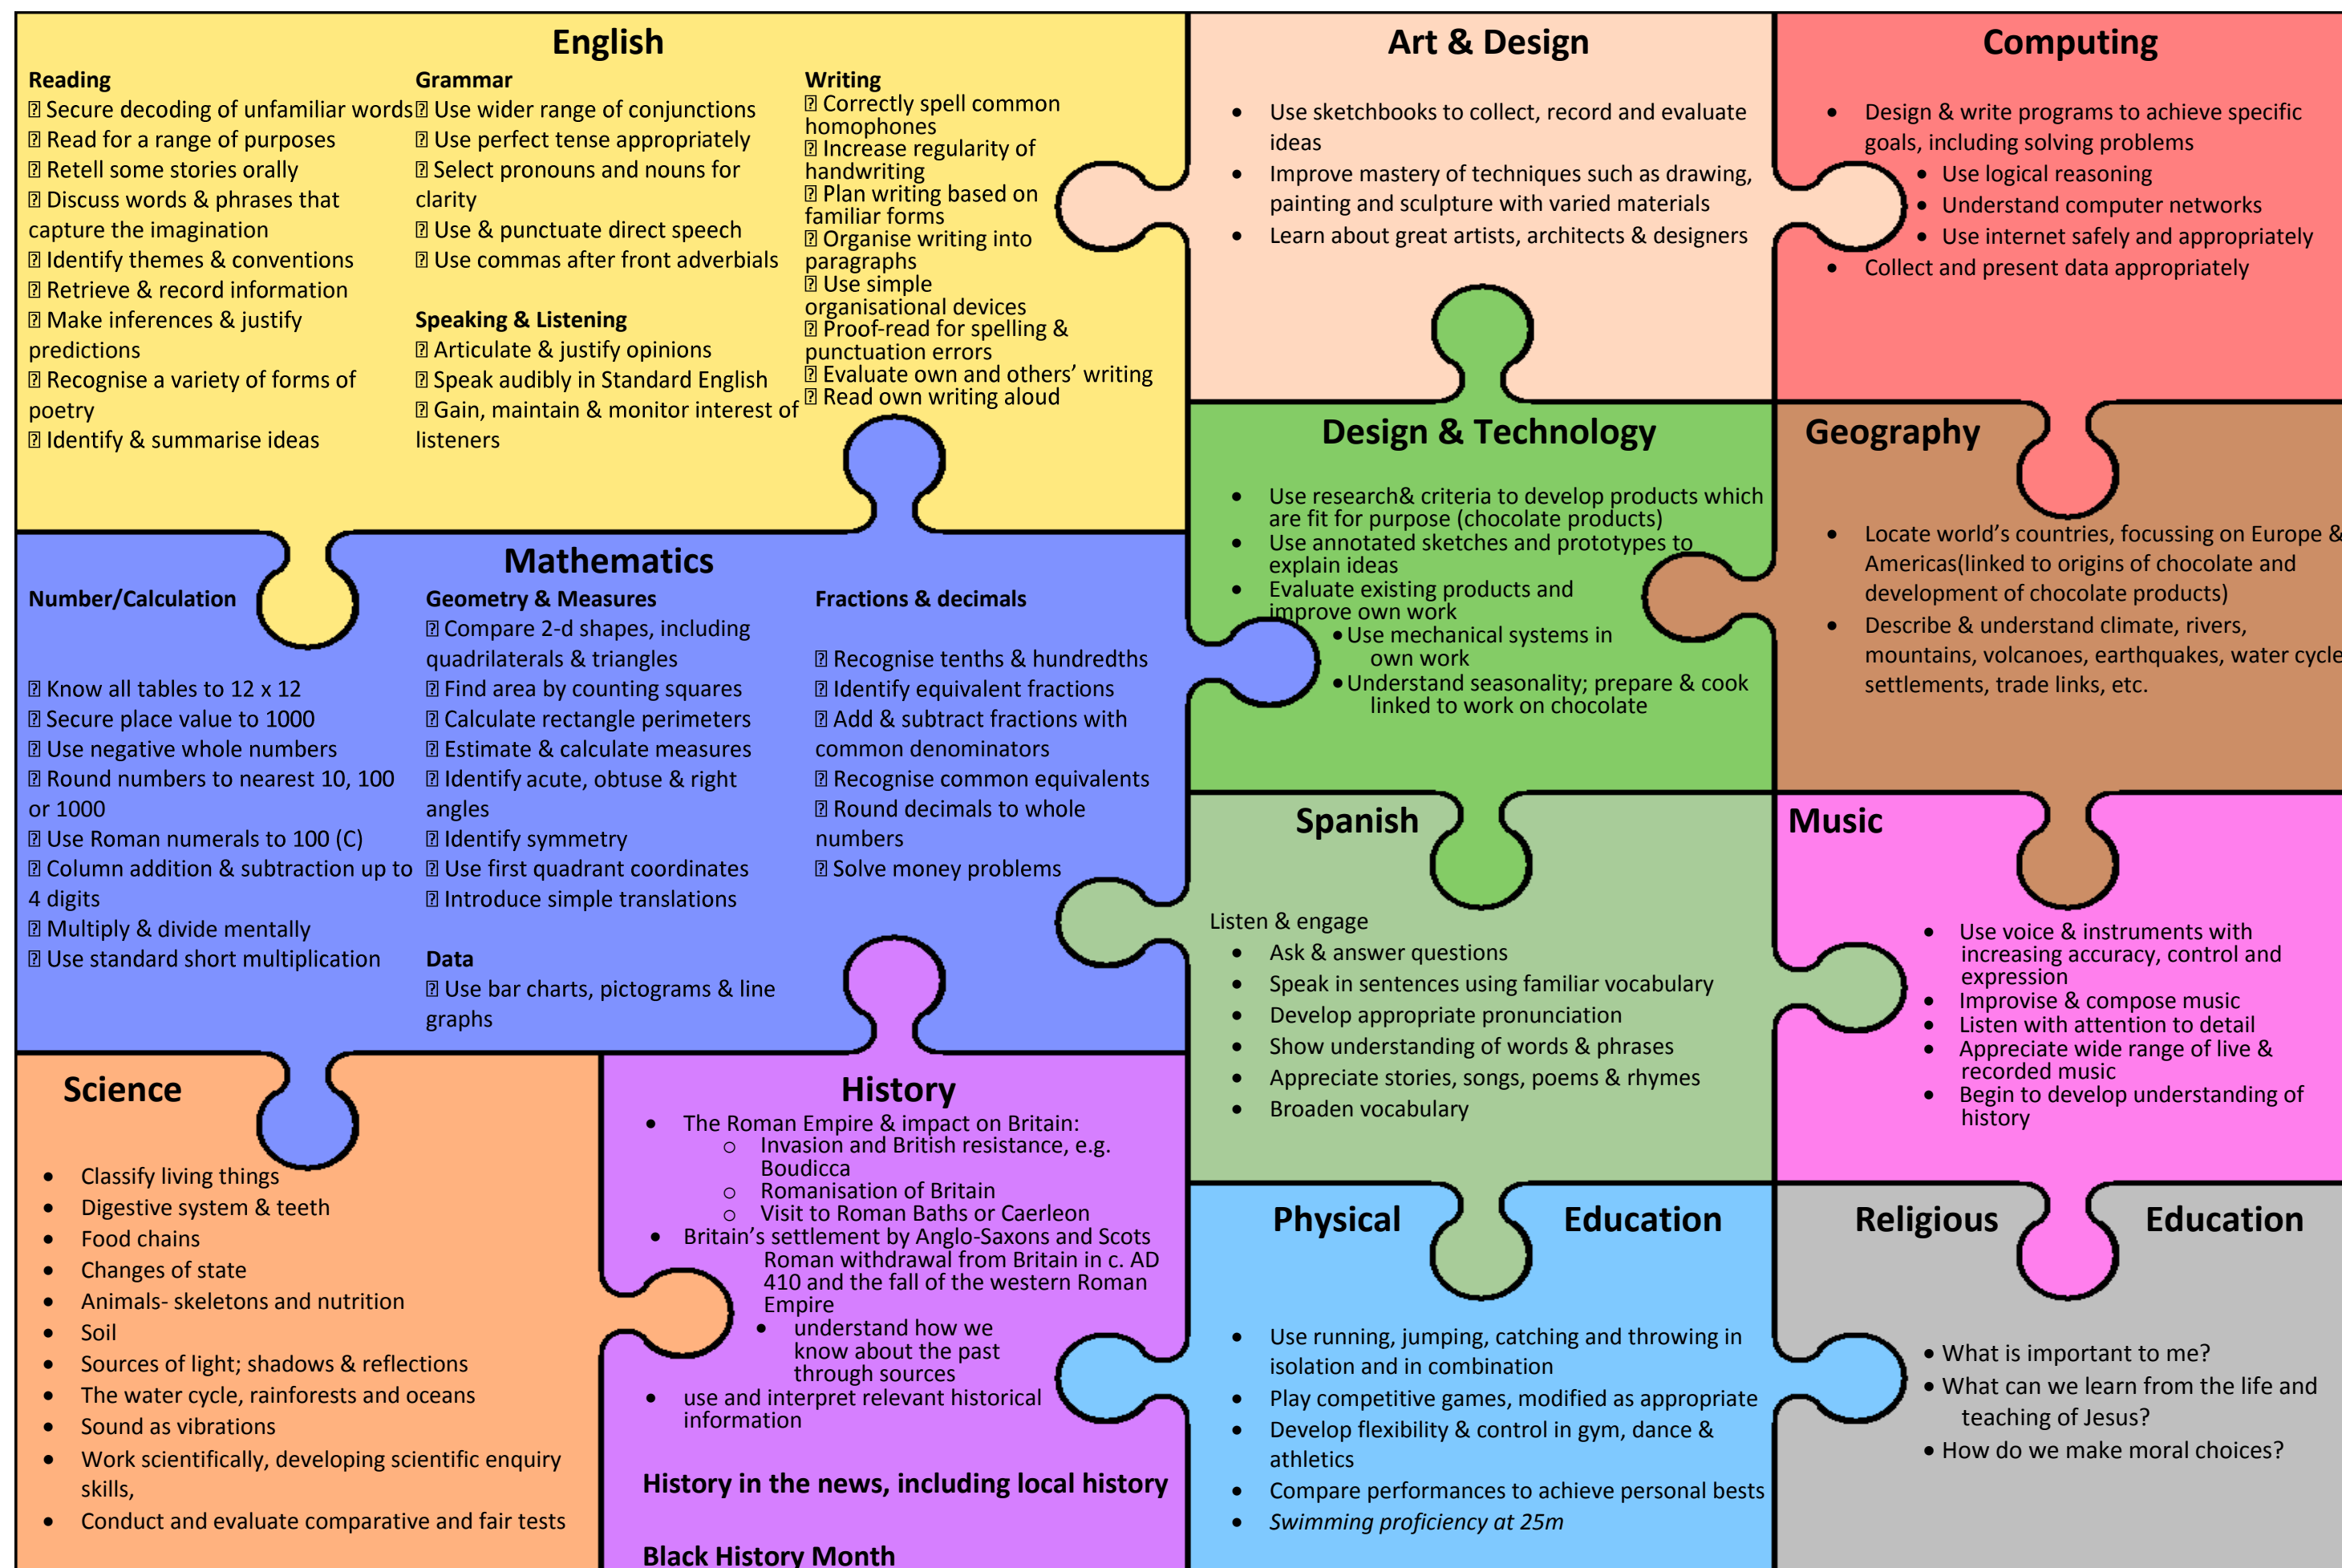 English
Reading
⍰ Secure decoding of unfamiliar words
⍰ Read for a range of purposes
⍰ Retell some stories orally
⍰ Discuss words & phrases that
capture the imagination
⍰ Identify themes & conventions
⍰ Retrieve & record information
⍰ Make inferences & justify
predictions
⍰ Recognise a variety of forms of
poetry
⍰ Identify & summarise ideas
Grammar
⍰ Use wider range of conjunctions
⍰ Use perfect tense appropriately
⍰ Select pronouns and nouns for
clarity
⍰ Use & punctuate direct speech
⍰ Use commas after front adverbials
Speaking & Listening
⍰ Articulate & justify opinions
⍰ Speak audibly in Standard English
⍰ Gain, maintain & monitor interest of
listeners
Writing
⍰ Correctly spell common
homophones
⍰ Increase regularity of
handwriting
⍰ Plan writing based on
familiar forms
⍰ Organise writing into
paragraphs
⍰ Use simple
organisational devices
⍰ Proof-read for spelling &
punctuation errors
⍰ Evaluate own and others’ writing
⍰ Read own writing aloud
Art & Design
• Use sketchbooks to collect, record and evaluate
ideas
• Improve mastery of techniques such as drawing,
painting and sculpture with varied materials
• Learn about great artists, architects & designers
Computing
• Design & write programs to achieve specific
goals, including solving problems
• Use logical reasoning
• Understand computer networks
• Use internet safely and appropriately
• Collect and present data appropriately
Mathematics
Number/Calculation
⍰ Know all tables to 12 x 12
⍰ Secure place value to 1000
⍰ Use negative whole numbers
⍰ Round numbers to nearest 10, 100
or 1000
⍰ Use Roman numerals to 100 (C)
⍰ Column addition & subtraction up to
4 digits
⍰ Multiply & divide mentally
⍰ Use standard short multiplication
Geometry & Measures
⍰ Compare 2-d shapes, including
quadrilaterals & triangles
⍰ Find area by counting squares
⍰ Calculate rectangle perimeters
⍰ Estimate & calculate measures
⍰ Identify acute, obtuse & right
angles
⍰ Identify symmetry
⍰ Use first quadrant coordinates
⍰ Introduce simple translations
Data
⍰ Use bar charts, pictograms & line
graphs
Fractions & decimals
⍰ Recognise tenths & hundredths
⍰ Identify equivalent fractions
⍰ Add & subtract fractions with
common denominators
⍰ Recognise common equivalents
⍰ Round decimals to whole
numbers
⍰ Solve money problems
Design & Technology
• Use research& criteria to develop products which
are fit for purpose (chocolate products)
• Use annotated sketches and prototypes to
explain ideas
• Evaluate existing products and
improve own work
• Use mechanical systems in
own work
• Understand seasonality; prepare & cook
linked to work on chocolate
Geography
• Locate world’s countries, focussing on Europe &
Americas(linked to origins of chocolate and
development of chocolate products)
• Describe & understand climate, rivers,
mountains, volcanoes, earthquakes, water cycle
settlements, trade links, etc.
Spanish
Listen & engage
• Ask & answer questions
• Speak in sentences using familiar vocabulary
• Develop appropriate pronunciation
• Show understanding of words & phrases
• Appreciate stories, songs, poems & rhymes
• Broaden vocabulary
Music
• Use voice & instruments with
increasing accuracy, control and
expression
• Improvise & compose music
• Listen with attention to detail
• Appreciate wide range of live &
recorded music
• Begin to develop understanding of
history
Science
• Classify living things
• Digestive system & teeth
• Food chains
• Changes of state
• Animals- skeletons and nutrition
• Soil
• Sources of light; shadows & reflections
• The water cycle, rainforests and oceans
• Sound as vibrations
• Work scientifically, developing scientific enquiry
skills,
• Conduct and evaluate comparative and fair tests
History
• The Roman Empire & impact on Britain:
o Invasion and British resistance, e.g.
Boudicca
o Romanisation of Britain
o Visit to Roman Baths or Caerleon
• Britain’s settlement by Anglo-Saxons and Scots
Roman withdrawal from Britain in c. AD
410 and the fall of the western Roman
Empire
• understand how we
know about the past
through sources
• use and interpret relevant historical
information
History in the news, including local history
Black History Month
Physical Education
• Use running, jumping, catching and throwing in
isolation and in combination
• Play competitive games, modified as appropriate
• Develop flexibility & control in gym, dance &
athletics
• Compare performances to achieve personal bests
• Swimming proficiency at 25m
Religious Education
• What is important to me?
• What can we learn from the life and
teaching of Jesus?
• How do we make moral choices?